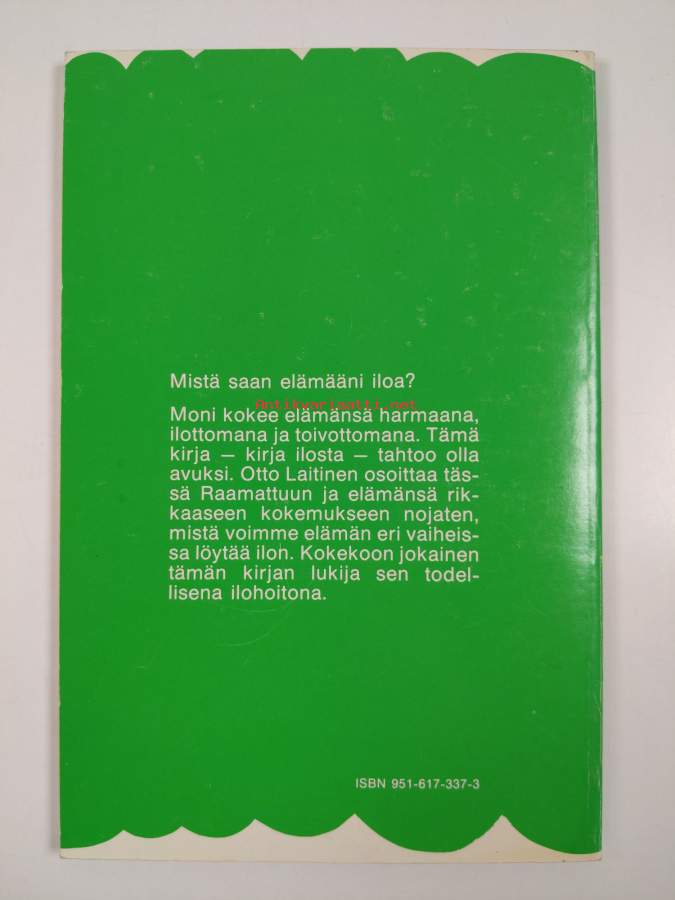 Mistä saan elämääni iloa?
Antikvariaatti.net
Moni kokee elämänsä harmaana,
ilottomana ja toivottomana. Tämä
kirja — kirja ilosta — tahtoo olla
avuksi. Otto Laitinen osoittaa täs-
sä Raamattuun ja elämänsä rik-
kaaseen kokemukseen nojaten,
mistä voimme elämän eri vaiheis-
sa löytää ilon. Kokekoon jokainen
tämän kirjan lukija sen todel-
lisena ilohoitona.
ISBN 951-617-337-3